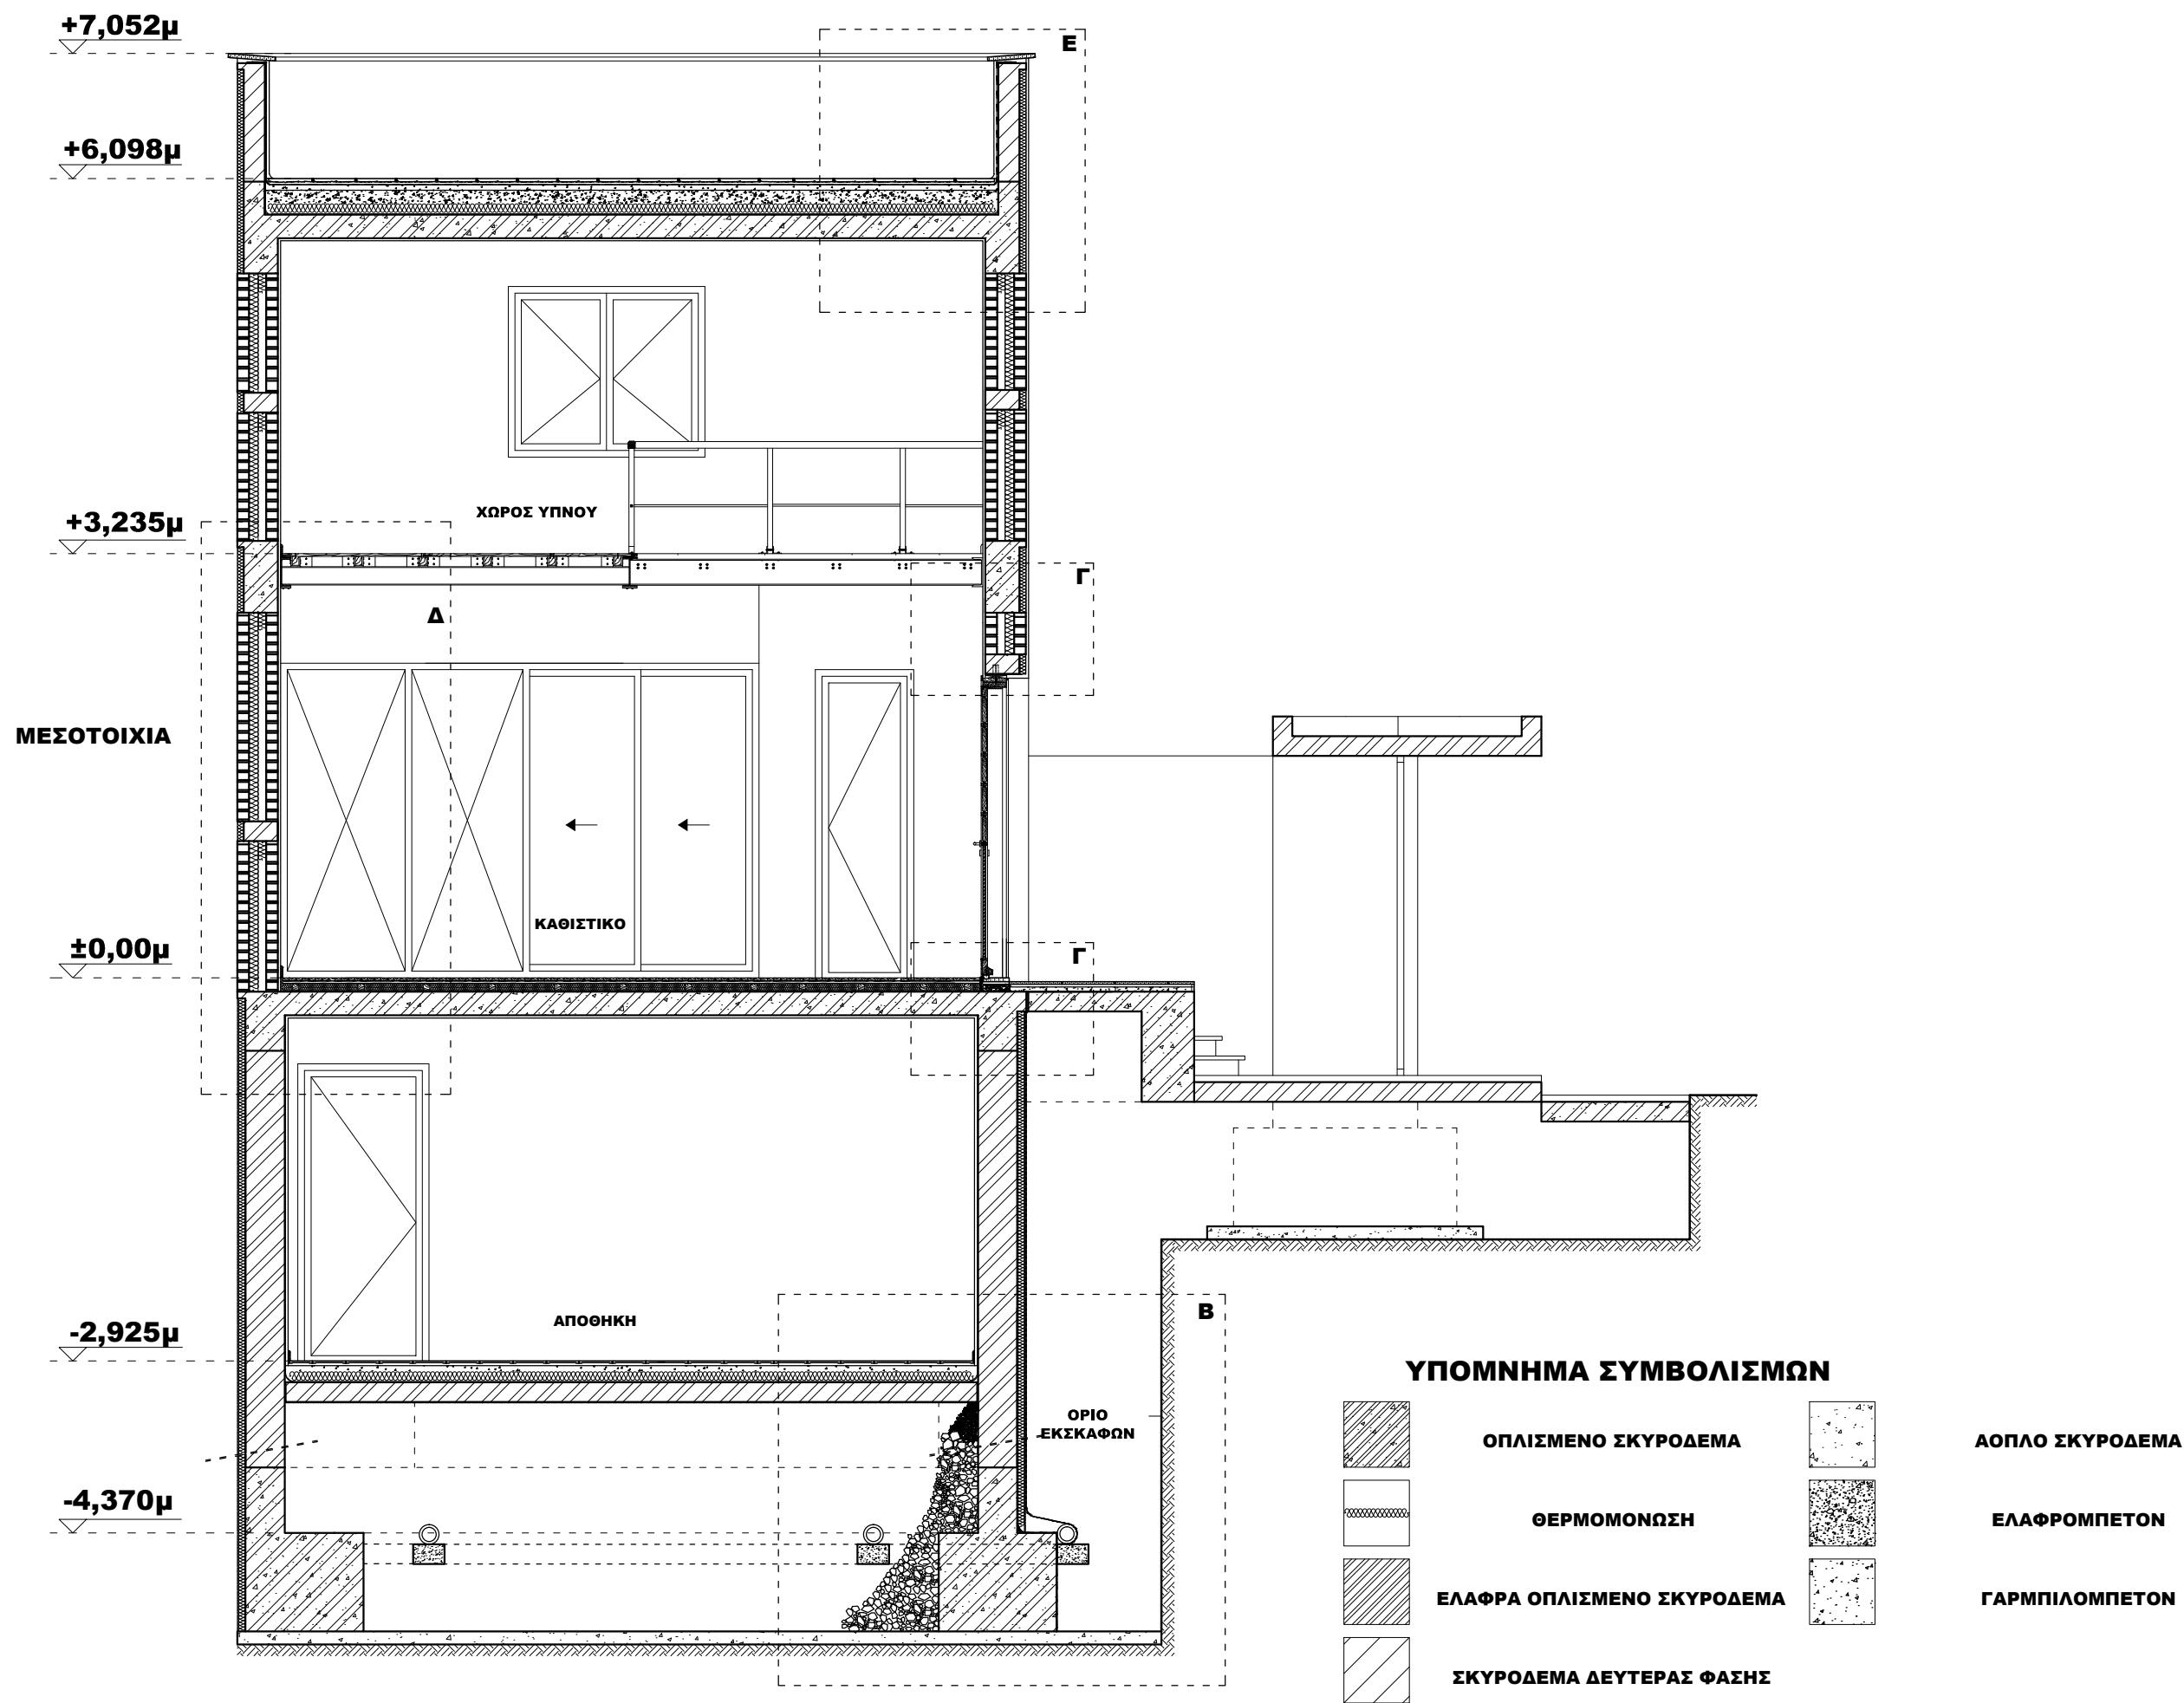 +7,052μ
Ε
+6,098μ
ΧΩΡΟΣ ΥΠΝΟΥ
+3,235μ
Γ
Δ
ΜΕΣΟΤΟΙΧΙΑ
ΚΑΘΙΣΤΙΚΟ
±0,00μ
Γ
ΑΠΟΘΗΚΗ
Β
-2,925μ
ΟΡΙΟ
ΕΚΣΚΑΦΩΝ
-4,370μ
ΥΠΟΜΝΗΜΑ ΣΥΜΒΟΛΙΣΜΩΝ
ΟΠΛΙΣΜΕΝΟ ΣΚΥΡΟΔΕΜΑ
ΑΟΠΛΟ ΣΚΥΡΟΔΕΜΑ
ΘΕΡΜΟΜΟΝΩΣΗ
ΕΛΑΦΡΟΜΠΕΤΟΝ
ΕΛΑΦΡΑ ΟΠΛΙΣΜΕΝΟ ΣΚΥΡΟΔΕΜΑ
ΓΑΡΜΠΙΛΟΜΠΕΤΟΝ
ΣΚΥΡΟΔΕΜΑ ΔΕΥΤΕΡΑΣ ΦΑΣΗΣ